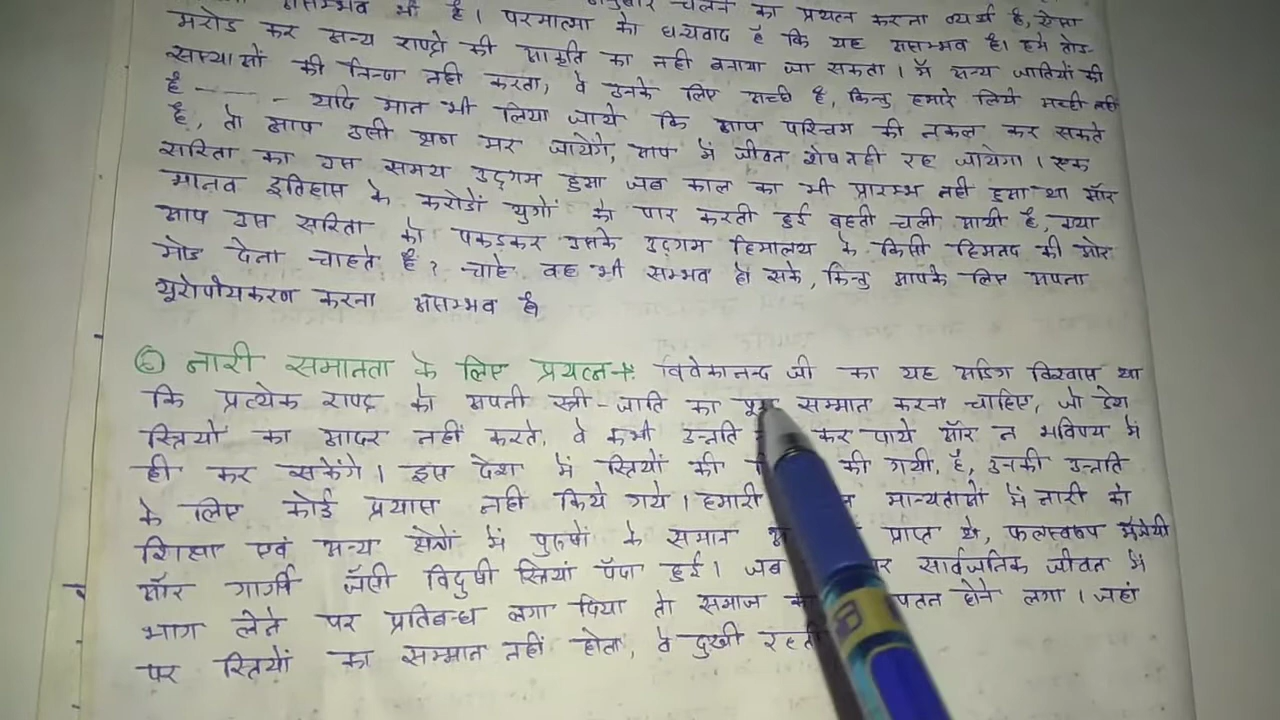 असम्भव भी है। परमात्मा को धन्यवाद है कि यह असम्भव है। हमे तोड़
चलने का प्रयत्न करना व्यर्थ है, ऐसा
मरोड कर अन्य राष्ट्रो की आकृति का नही बनाया जा सकता। मैं अन्य जातियों की
सस्थाओं की निन्दा नही करता, वे उनके लिए अच्छी है, किन्तु हमारे लिये अच्छी नही
है ---- यदि मान भी लिया जाये कि आप पश्चिम की नकल कर सकते
है, तो आप उसी क्षण मर जायेगें, आप में जीवन शेष नही रह जायेगा। एक
सरिता का उस समय उद्गम हुआ जब काल का भी प्रारम्भ नही हुआ था और
मानव इतिहास के करोडों युगों को पार करती हुई बहती चली आयी है, क्या
आप उस सरिता को पकड़कर उसके उद्गम हिमालय के किसी हिमनद की ओर
मोड देना चाहते है? चाहे वह भी सम्भव हो सके, किन्तु आपके लिए अपना
यूरोपीयकरण करना असम्भव है।
⑥ नारी समानता के लिए प्रयत्न→ विवेकानन्द जी का यह अडिग विश्वास था
कि प्रत्येक राष्ट्र को अपनी स्त्री-जाति का सम्मान करना चाहिए, जो देश
स्त्रियों का आदर नहीं करते, वे कभी उन्नति कर पाये और न भविष्य में
ही कर सकेंगे। इस देश में स्त्रियों की की गयी है, उनकी उन्नति
के लिए कोई प्रयास नही किये गये। हमारी मान्यताओं में नारी को
शिक्षा एवं अन्य क्षेत्रों में पुरुषों के समान प्राप्त थे, फलस्वरूप मैत्रेयी
और गार्गी जैसी विदुषी स्त्रियां पैदा हुई। जब सार्वजनिक जीवन में
भाग लेने पर प्रतिबन्ध लगा दिया तो समाज का पतन होने लगा। जहां
पर स्त्रियों का सम्मान नहीं होता, वे दुखी रहती